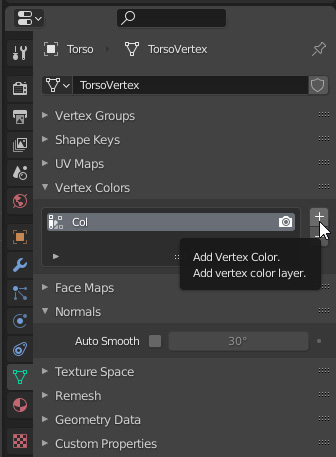 Torso
TorsoVertex
TorsoVertex
Vertex Groups
Shape Keys
UV Maps
Vertex Colors
Col
Add Vertex Color.
Add vertex color layer.
Face Maps
Normals
Auto Smooth 30°
Texture Space
Remesh
Geometry Data
Custom Properties